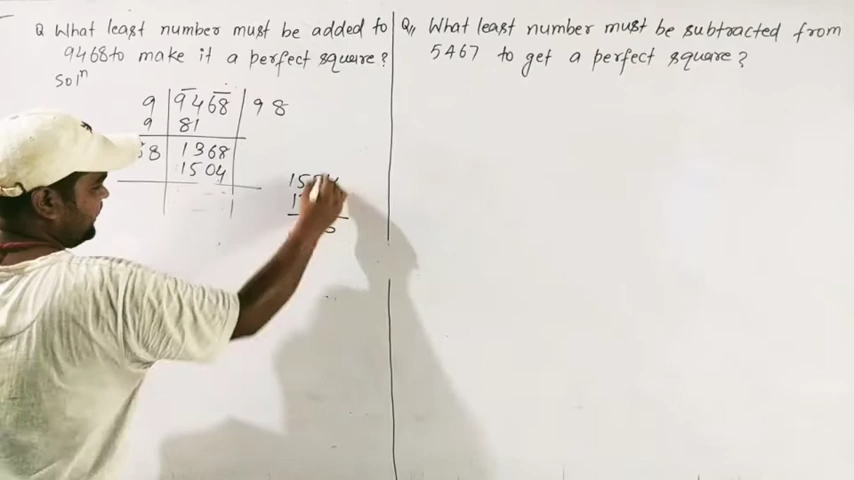 Q What least number must be added to
9468 to make it a perfect square?
Solⁿ
9 9468 98
9 81
8 1368
1504
1504
1
Q,, What least number must be subtracted from
5467 to get a perfect square?